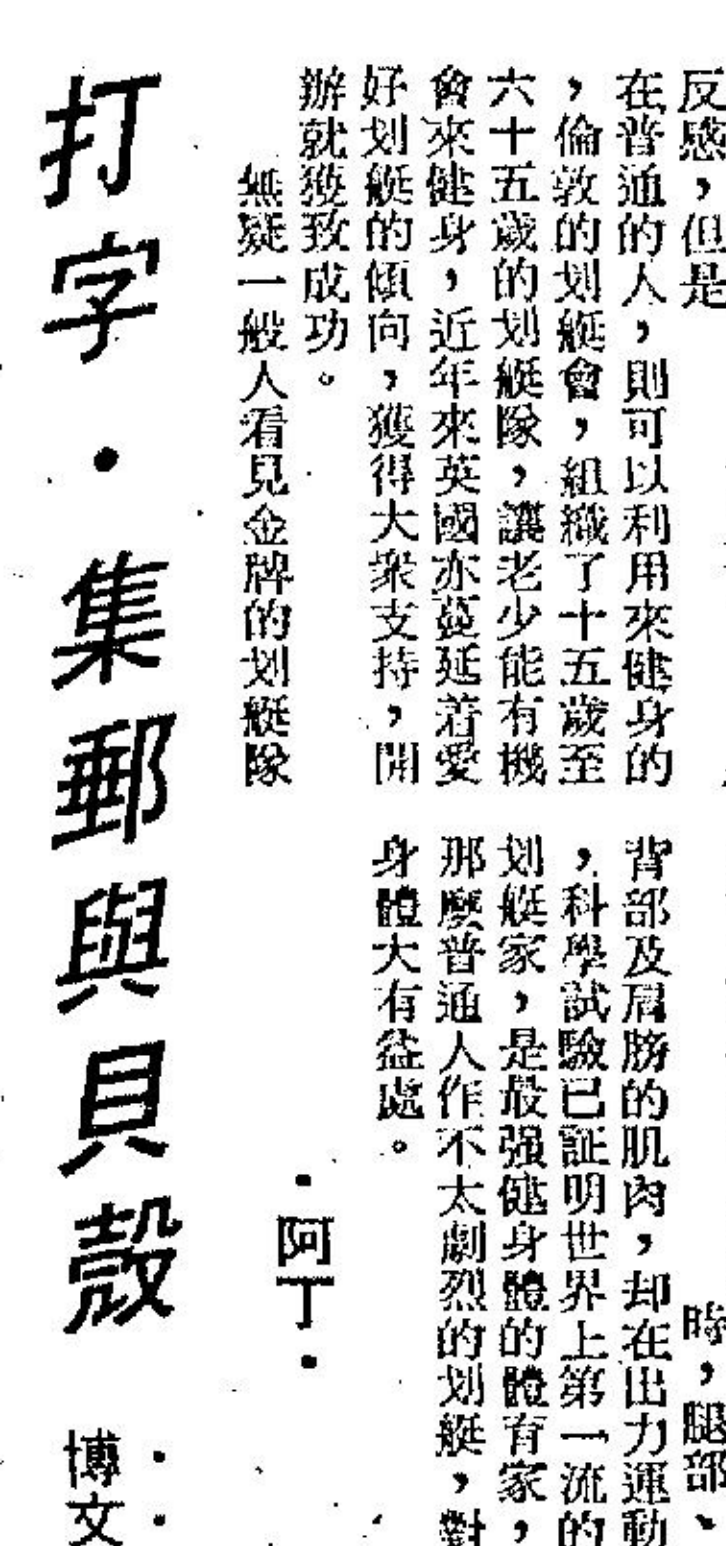 反感，但是
在普通的人，則可以利用來健身的
，倫敦的划艇會，組織了十五歲至
六十五歲的划艇隊，讓老少能有機
會來健身，近年來英國亦蔓延着愛
好划艇的傾向，獲得大衆支持，開
辦就獲致成功。
無疑一般人看見金牌的划艇隊
時，腿部、
背部及肩膀的肌肉，却在出力運動
，科學試驗已証明世界上第一流的
划艇家，是最强健身體的體育家，
那麼普通人作不太劇烈的划艇，對
身體大有益處。
·阿丁·
打字·集郵與貝殼
博文